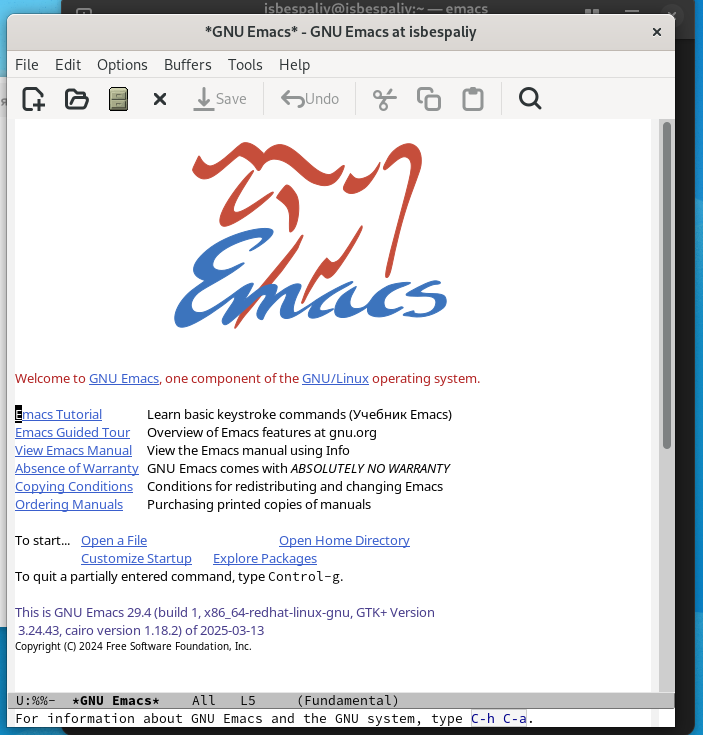 isbespaliy@isbespaliy:~ — emacs
*GNU Emacs* - GNU Emacs at isbespaliy
File Edit Options Buffers Tools Help
Save Undo
Emacs
Welcome to GNU Emacs, one component of the GNU/Linux operating system.
Emacs Tutorial Learn basic keystroke commands (Учебник Emacs)
Emacs Guided Tour Overview of Emacs features at gnu.org
View Emacs Manual View the Emacs manual using Info
Absence of Warranty GNU Emacs comes with ABSOLUTELY NO WARRANTY
Copying Conditions Conditions for redistributing and changing Emacs
Ordering Manuals Purchasing printed copies of manuals
To start... Open a File Open Home Directory
Customize Startup Explore Packages
To quit a partially entered command, type Control-g.
This is GNU Emacs 29.4 (build 1, x86_64-redhat-linux-gnu, GTK+ Version
3.24.43, cairo version 1.18.2) of 2025-03-13
Copyright (C) 2024 Free Software Foundation, Inc.
U:%%- *GNU Emacs* All L5 (Fundamental)
For information about GNU Emacs and the GNU system, type C-h C-a.